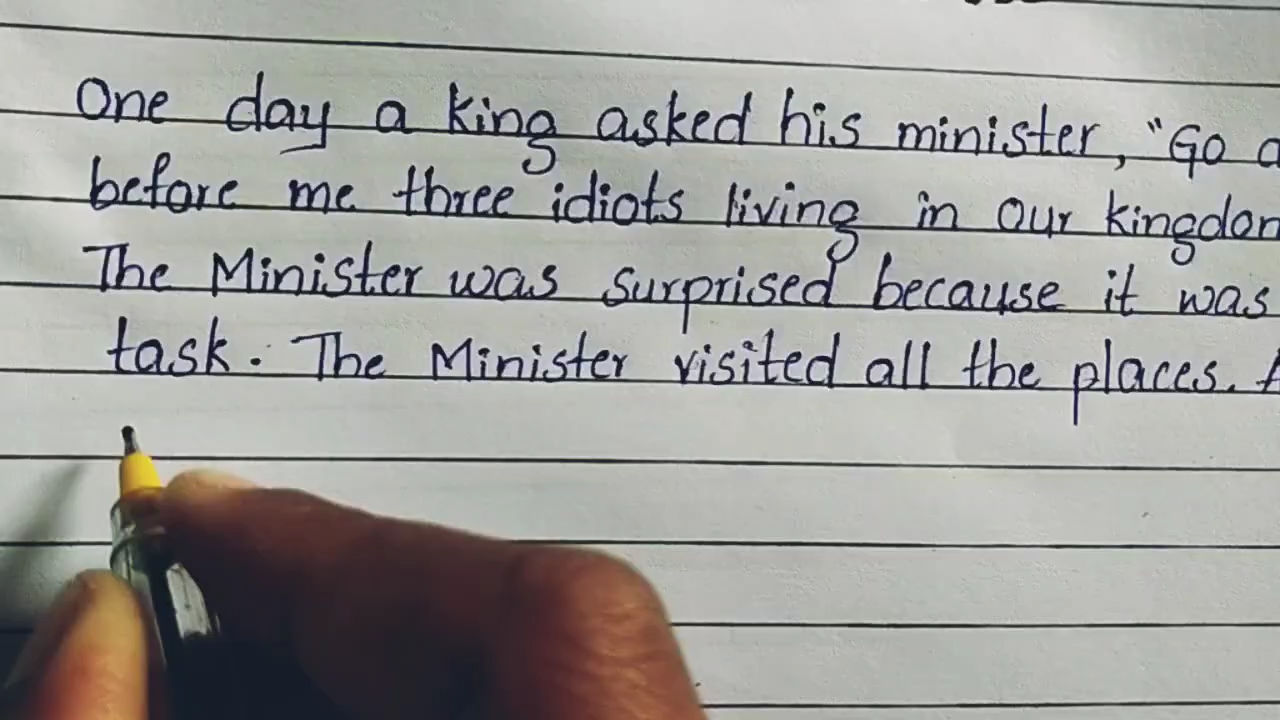 One day a king asked his minister, "Go
before me three idiots living in our
The Minister was surprised because it was
task. The Minister visited all the places.